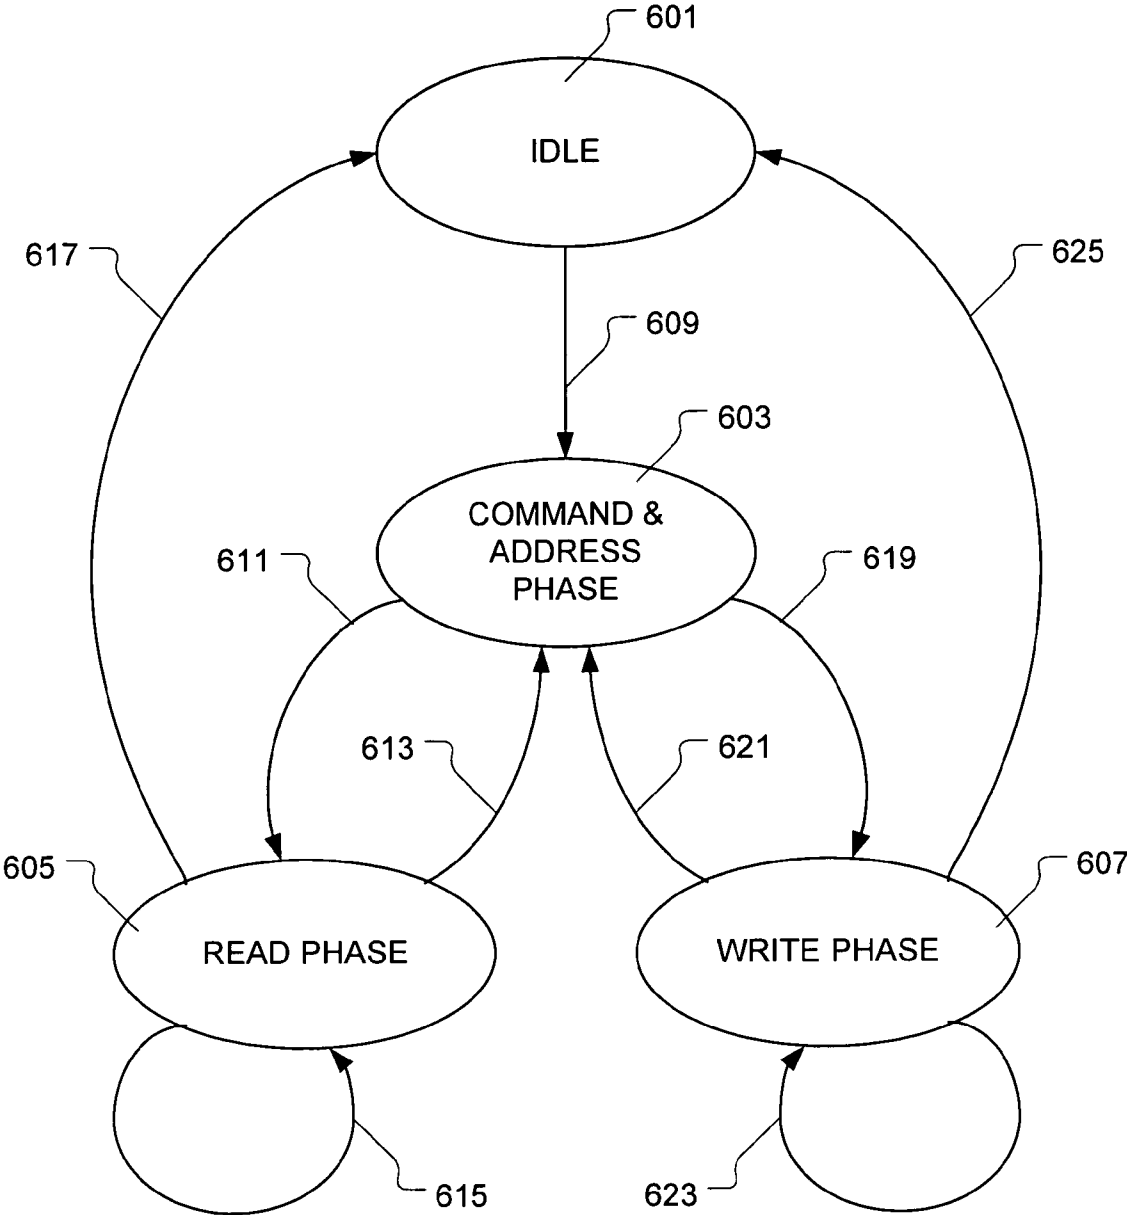 601
IDLE
617
625
609
603
COMMAND &
ADDRESS
PHASE
611
619
613
621
605
607
READ PHASE
WRITE PHASE
615
623